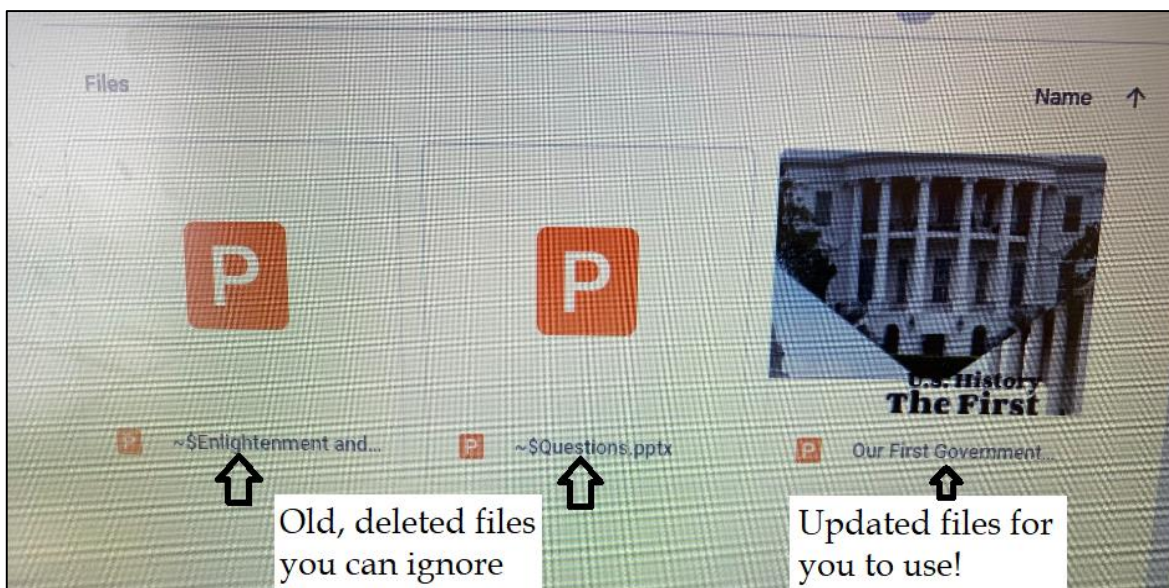 Files
Name
P
P
U.S. History
The First
P ~$Enlightenment and...
P ~$Questions.pptx
P Our First Government...
Old, deleted files
you can ignore
Updated files for
you to use!